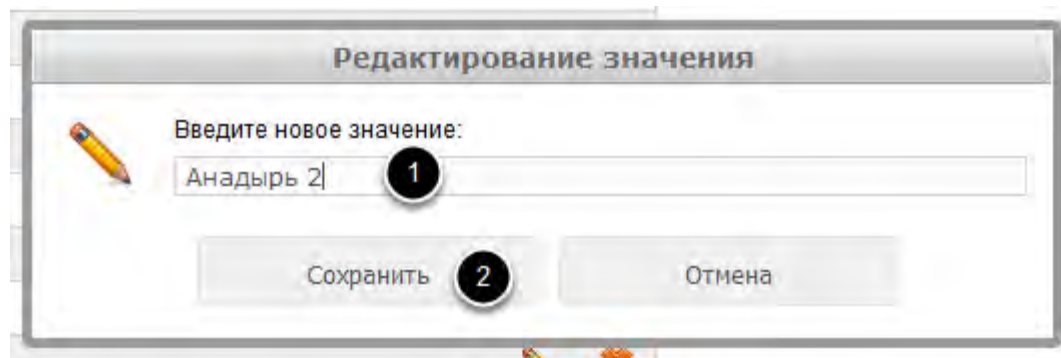 Редактирование значения
Введите новое значение:
Анадырь 2
1
Сохранить 2 Отмена